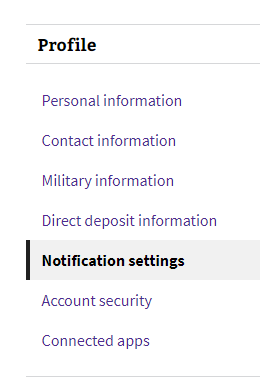 Profile
Personal information
Contact information
Military information
Direct deposit information
Notification settings
Account security
Connected apps